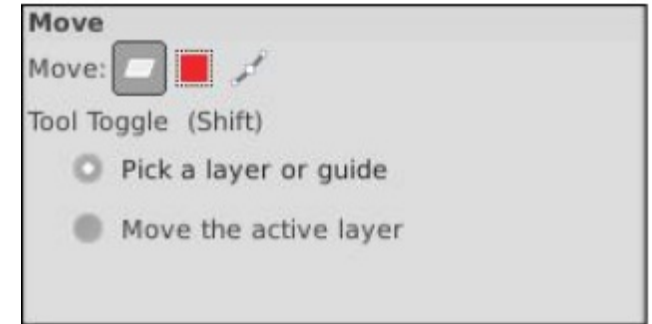 Move
Move:
Tool Toggle (Shift)
Pick a layer or guide
Move the active layer